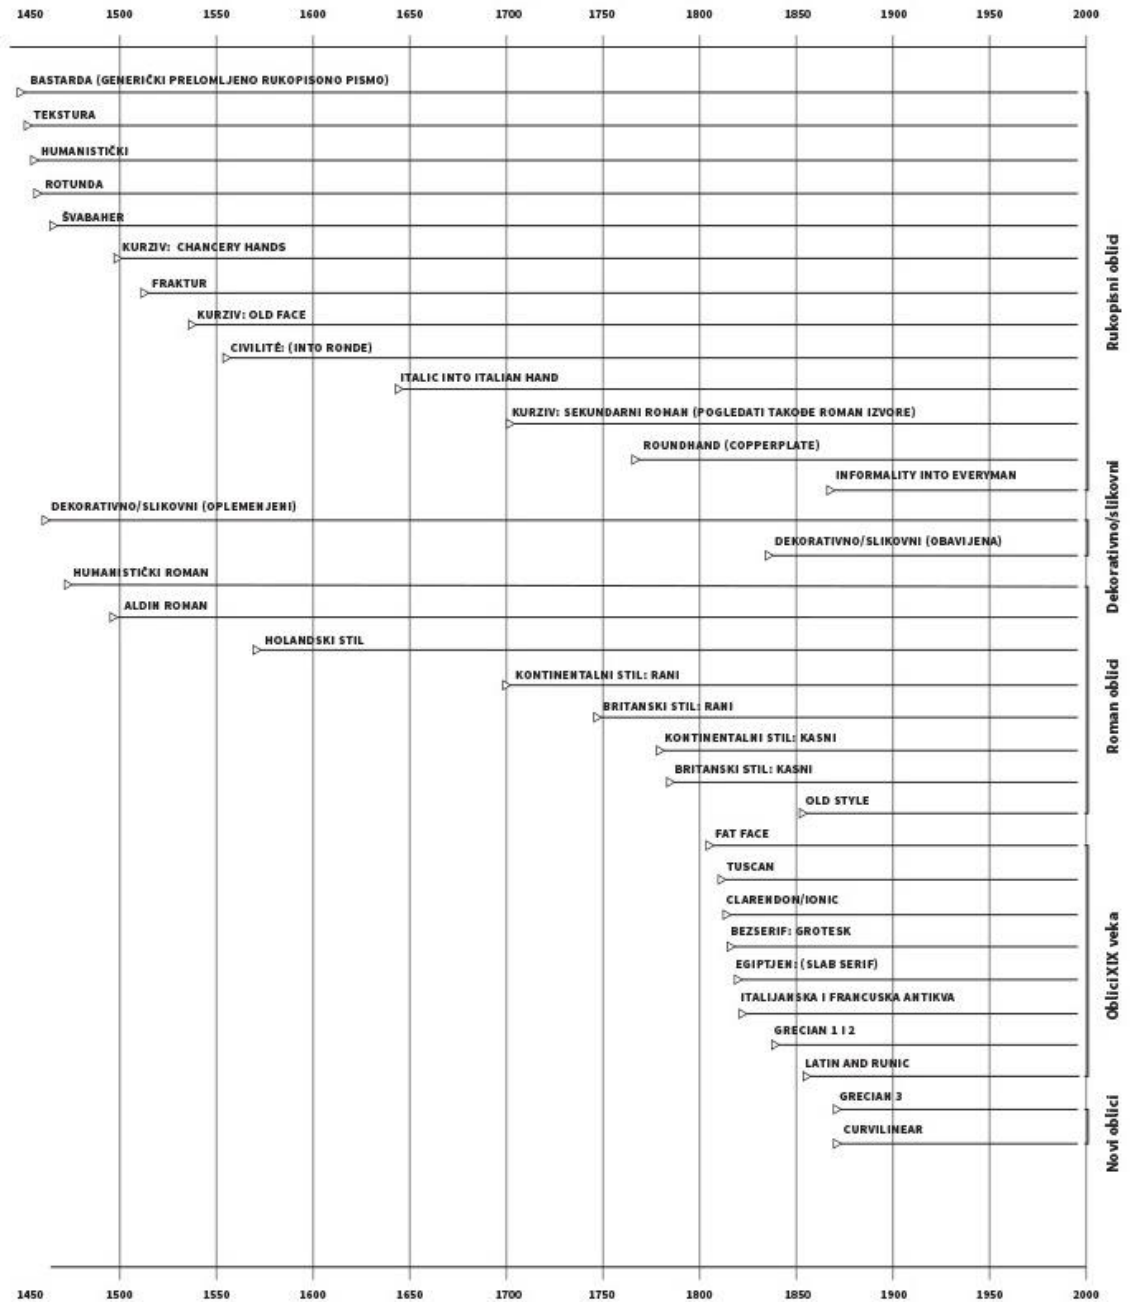 1450 1500 1550 1600 1650 1700 1750 1800 1850 1900 1950 2000
BASTARDA (GENERIČKI PRELOMLJENO RUKOPISONO PISMO)
TEKSTURA
HUMANISTIČKI
ROTUNDA
ŠVABAHER
KURZIV: CHANCERY HANDS
FRAKTUR
KURZIV: OLD FACE
CIVILITÉ: (INTO RONDE)
ITALIC INTO ITALIAN HAND
KURZIV: SEKUNDARNI ROMAN (POGLEDATI TAKOĐE ROMAN IZVORE)
ROUNDHAND (COPPERPLATE)
INFORMALITY INTO EVERYMAN
Rukopisni oblici
DEKORATIVNO/SLIKOVNI (OPLEMENJENI)
DEKORATIVNO/SLIKOVNI (OBAVIJENA)
Dekorativno/slikovni
HUMANISTIČKI ROMAN
ALDIN ROMAN
HOLANDSKI STIL
KONTINENTALNI STIL: RANI
BRITANSKI STIL: RANI
KONTINENTALNI STIL: KASNI
BRITANSKI STIL: KASNI
OLD STYLE
Roman oblici
FAT FACE
TUSCAN
CLARENDON/IONIC
BEZSERIF: GROTESK
EGIPTJEN: (SLAB SERIF)
ITALIJANSKA I FRANCUSKA ANTIKVA
GRECIAN 1 I 2
LATIN AND RUNIC
Oblici XIX veka
GRECIAN 3
CURVILINEAR
Novi oblici
1450 1500 1550 1600 1650 1700 1750 1800 1850 1900 1950 2000